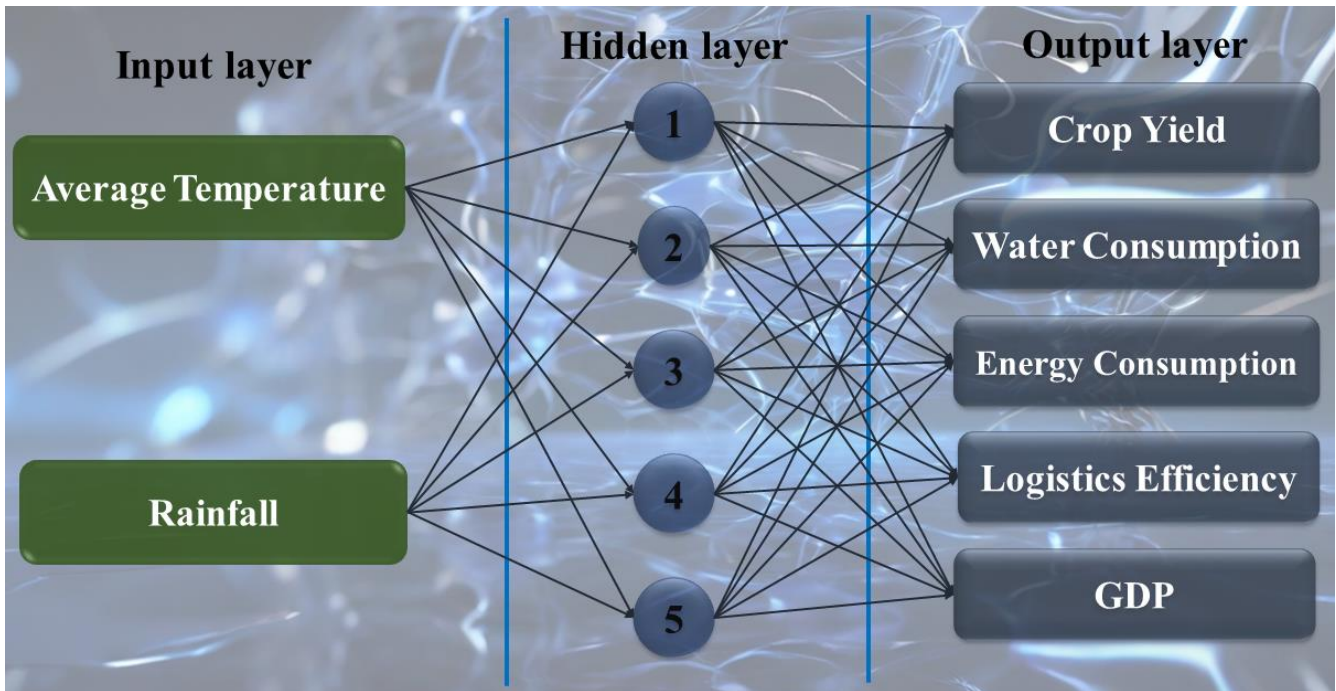 Input layer
Hidden layer
Output layer
Average Temperature
Rainfall
1
2
3
4
5
Crop Yield
Water Consumption
Energy Consumption
Logistics Efficiency
GDP